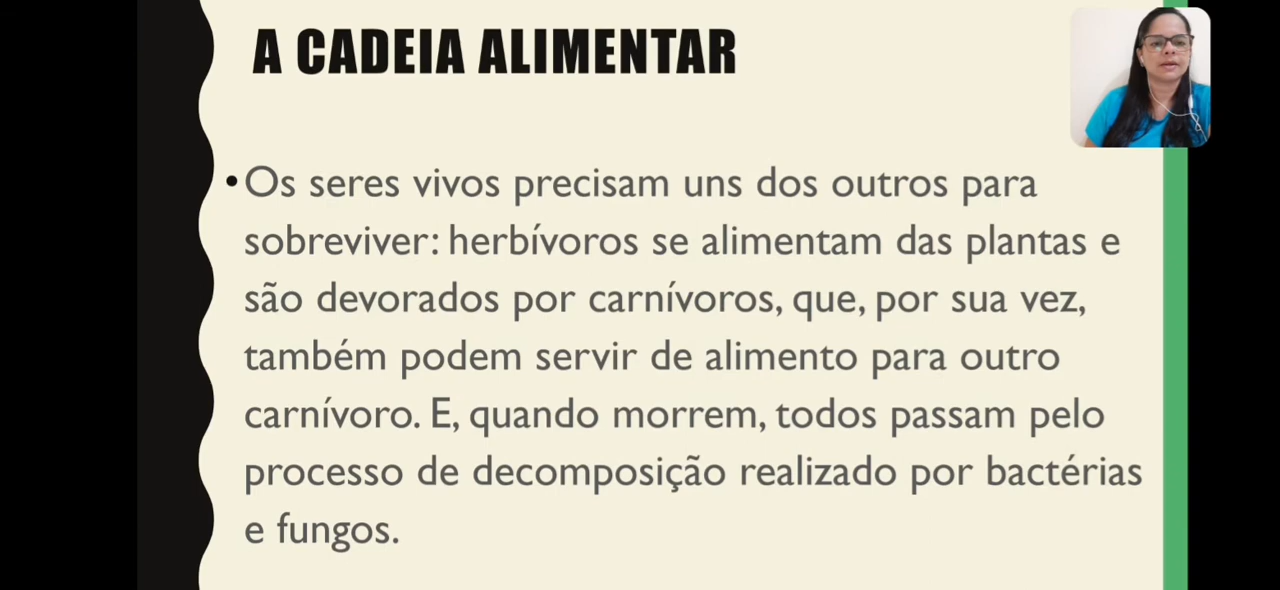 A CADEIA ALIMENTAR
•Os seres vivos precisam uns dos outros para
sobreviver: herbívoros se alimentam das plantas e
são devorados por carnívoros, que, por sua vez,
também podem servir de alimento para outro
carnívoro. E, quando morrem, todos passam pelo
processo de decomposição realizado por bactérias
e fungos.